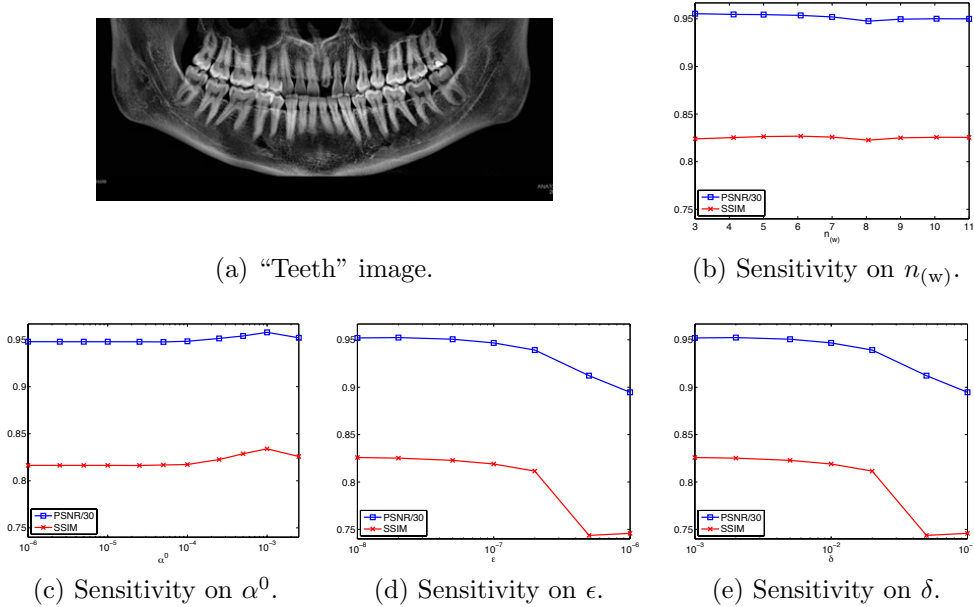 ANATO
(a) “Teeth” image.
0.95
0.9
0.85
0.8
0.75
PSNR/30
SSIM
3 4 5 6 7 8 9 10 11
n(w)
(b) Sensitivity on n(w).
0.95
0.9
0.85
0.8
0.75
PSNR/30
SSIM
10⁻⁶ 10⁻⁵ 10⁻⁴ 10⁻³
α⁰
(c) Sensitivity on α⁰.
0.95
0.9
0.85
0.8
0.75
PSNR/30
SSIM
10⁻⁸ 10⁻⁷ 10⁻⁶
ε
(d) Sensitivity on ϵ.
0.95
0.9
0.85
0.8
0.75
PSNR/30
SSIM
10⁻³ 10⁻² 10⁻
δ
(e) Sensitivity on δ.